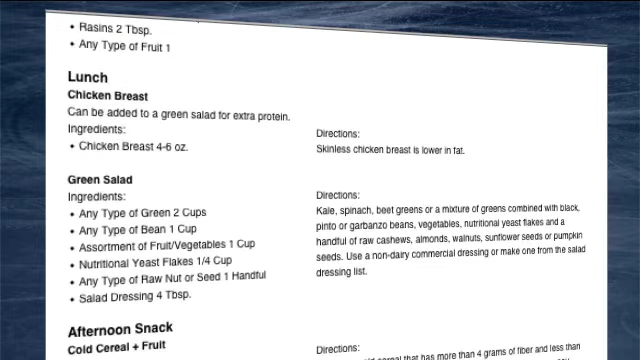 • Rasins 2 Tbsp.
• Any Type of Fruit 1
Lunch
Chicken Breast
Can be added to a green salad for extra protein.
Ingredients:
• Chicken Breast 4-6 oz.
Directions:
Skinless chicken breast is lower in fat.
Green Salad
Ingredients:
• Any Type of Green 2 Cups
• Any Type of Bean 1 Cup
• Assortment of Fruit/Vegetables 1 Cup
• Nutritional Yeast Flakes 1/4 Cup
• Any Type of Raw Nut or Seed 1 Handful
• Salad Dressing 4 Tbsp.
Directions:
Kale, spinach, beet greens or a mixture of greens combined with black,
pinto or garbanzo beans, vegetables, nutritional yeast flakes and a
handful of raw cashews, almonds, walnuts, sunflower seeds or pumpkin
seeds. Use a non-dairy commercial dressing or make one from the salad
dressing list.
Afternoon Snack
Cold Cereal + Fruit
Directions:
cereal that has more than 4 grams of fiber and less than